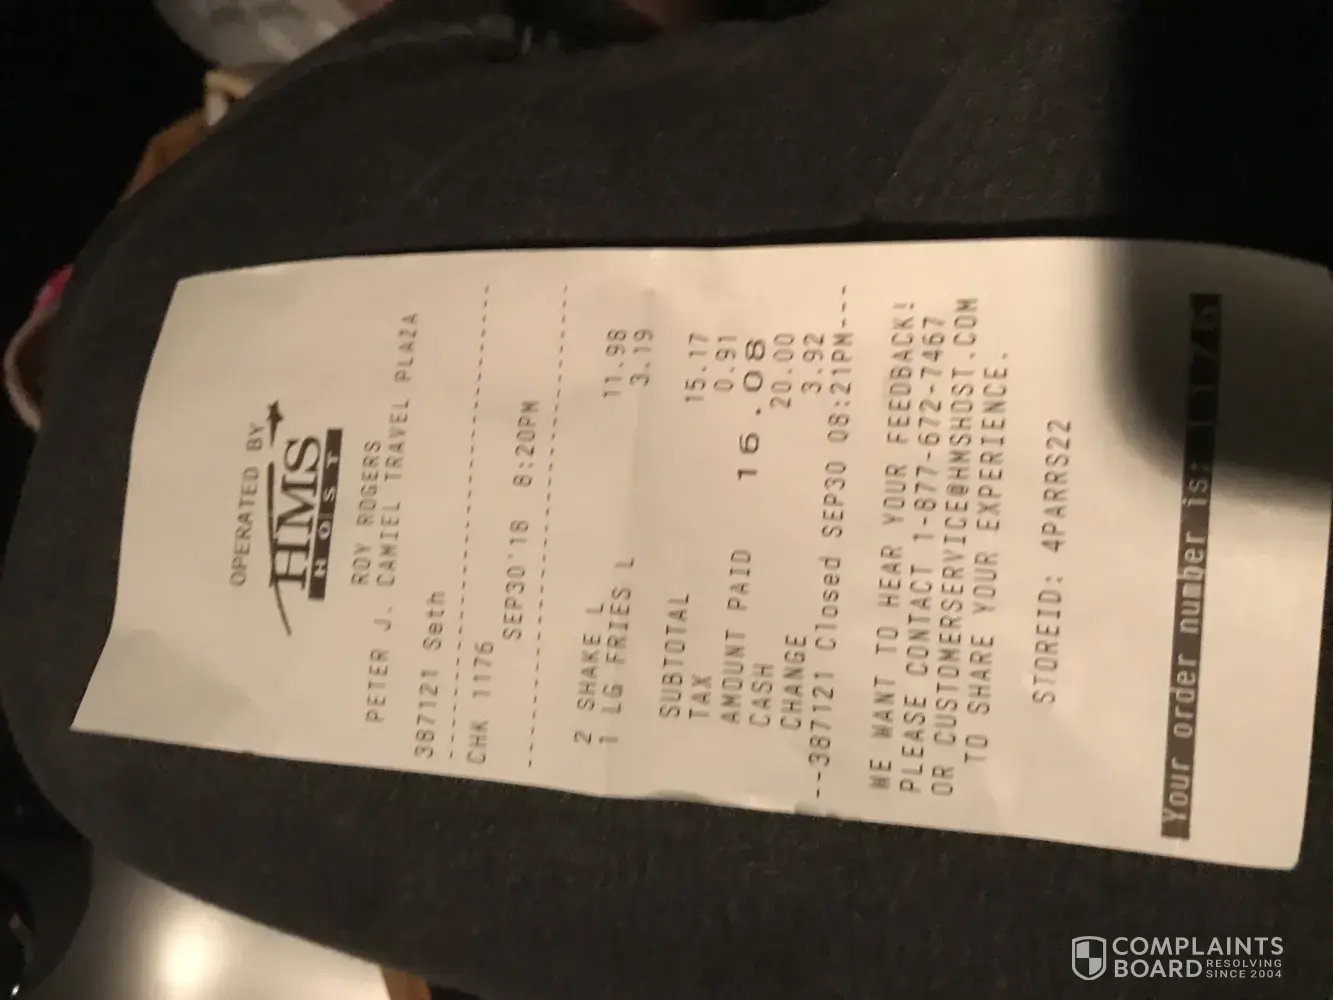 OPERATED BY
HMS
HOST
ROY ROGERS
PETER J. CAMIEL TRAVEL PLAZA
387121 Seth
CHK 1176
SEP30'18 8:20PM
2 SHAKE L 11.98
1 LG FRIES L 3.19
SUBTOTAL 15.17
TAX 0.91
AMOUNT PAID 16.08
CASH 20.00
CHANGE 3.92
--387121 Closed SEP30 08:21PM---
WE WANT TO HEAR YOUR FEEDBACK!
PLEASE CONTACT 1-877-672-7467
OR CUSTOMERSERVICE@HMSHOST.COM
TO SHARE YOUR EXPERIENCE.
STOREID: 4PARRS22
Your order number is: 1176
COMPLAINTS
BOARD RESOLVING
SINCE 2004